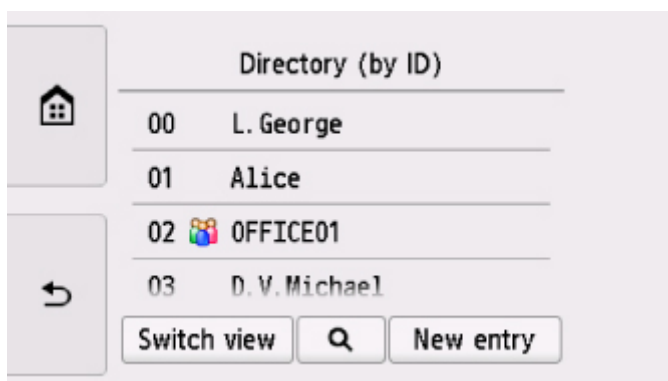 Directory (by ID)
00 L.George
01 Alice
02 OFFICE01
03 D.V.Michael
Switch view New entry